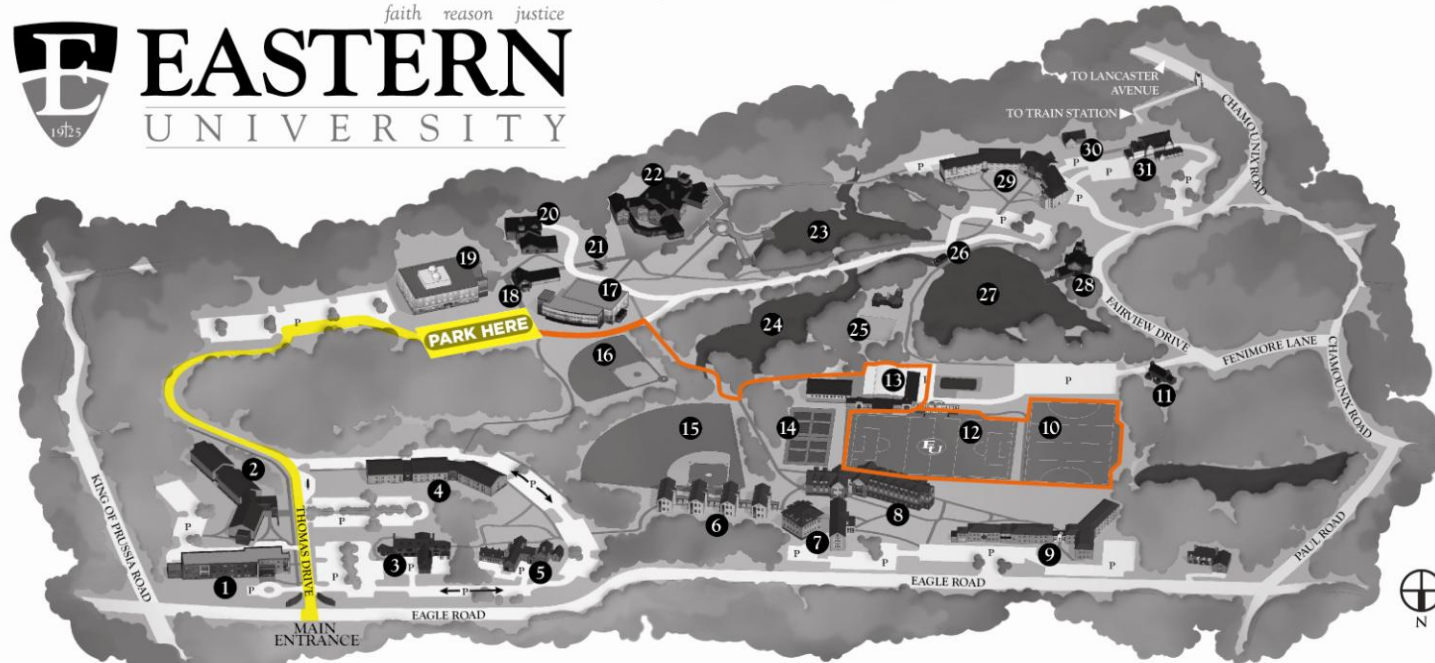 faith reason justice
E
1925
EASTERN
UNIVERSITY
TO LANCASTER
AVENUE
TO TRAIN STATION
CHAMOUNIX ROAD
30
31
P
P
P
P
22
29
P
P
20
23
21
26
19
18
17
27
28
P
PARK HERE
24
25
FAIRVIEW DRIVE
FENIMORE LANE
CHAMOUNIX ROAD
16
13
P
11
15
14
12
10
EU
2
4
P
KING OF PRUSSIA ROAD
THOMAS DRIVE
P
6
7
8
9
1
3
5
P
P
P
P
P
P
P
P
P
P
EAGLE ROAD
EAGLE ROAD
PAUL ROAD
MAIN
ENTRANCE
N